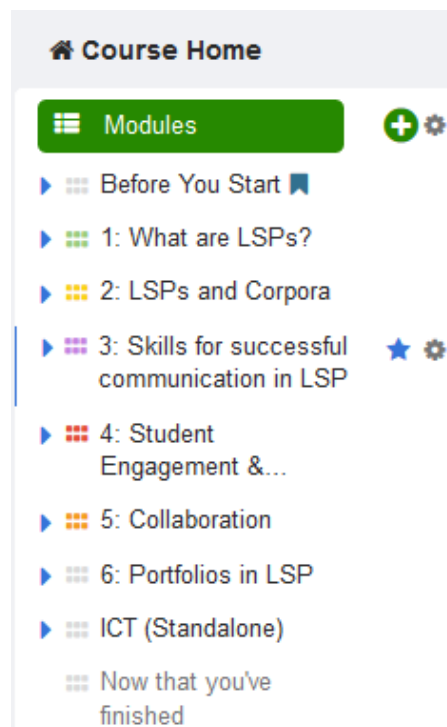 Course Home
Modules
Before You Start
1: What are LSPs?
2: LSPs and Corpora
3: Skills for successful
communication in LSP
4: Student
Engagement &...
5: Collaboration
6: Portfolios in LSP
ICT (Standalone)
Now that you've
finished